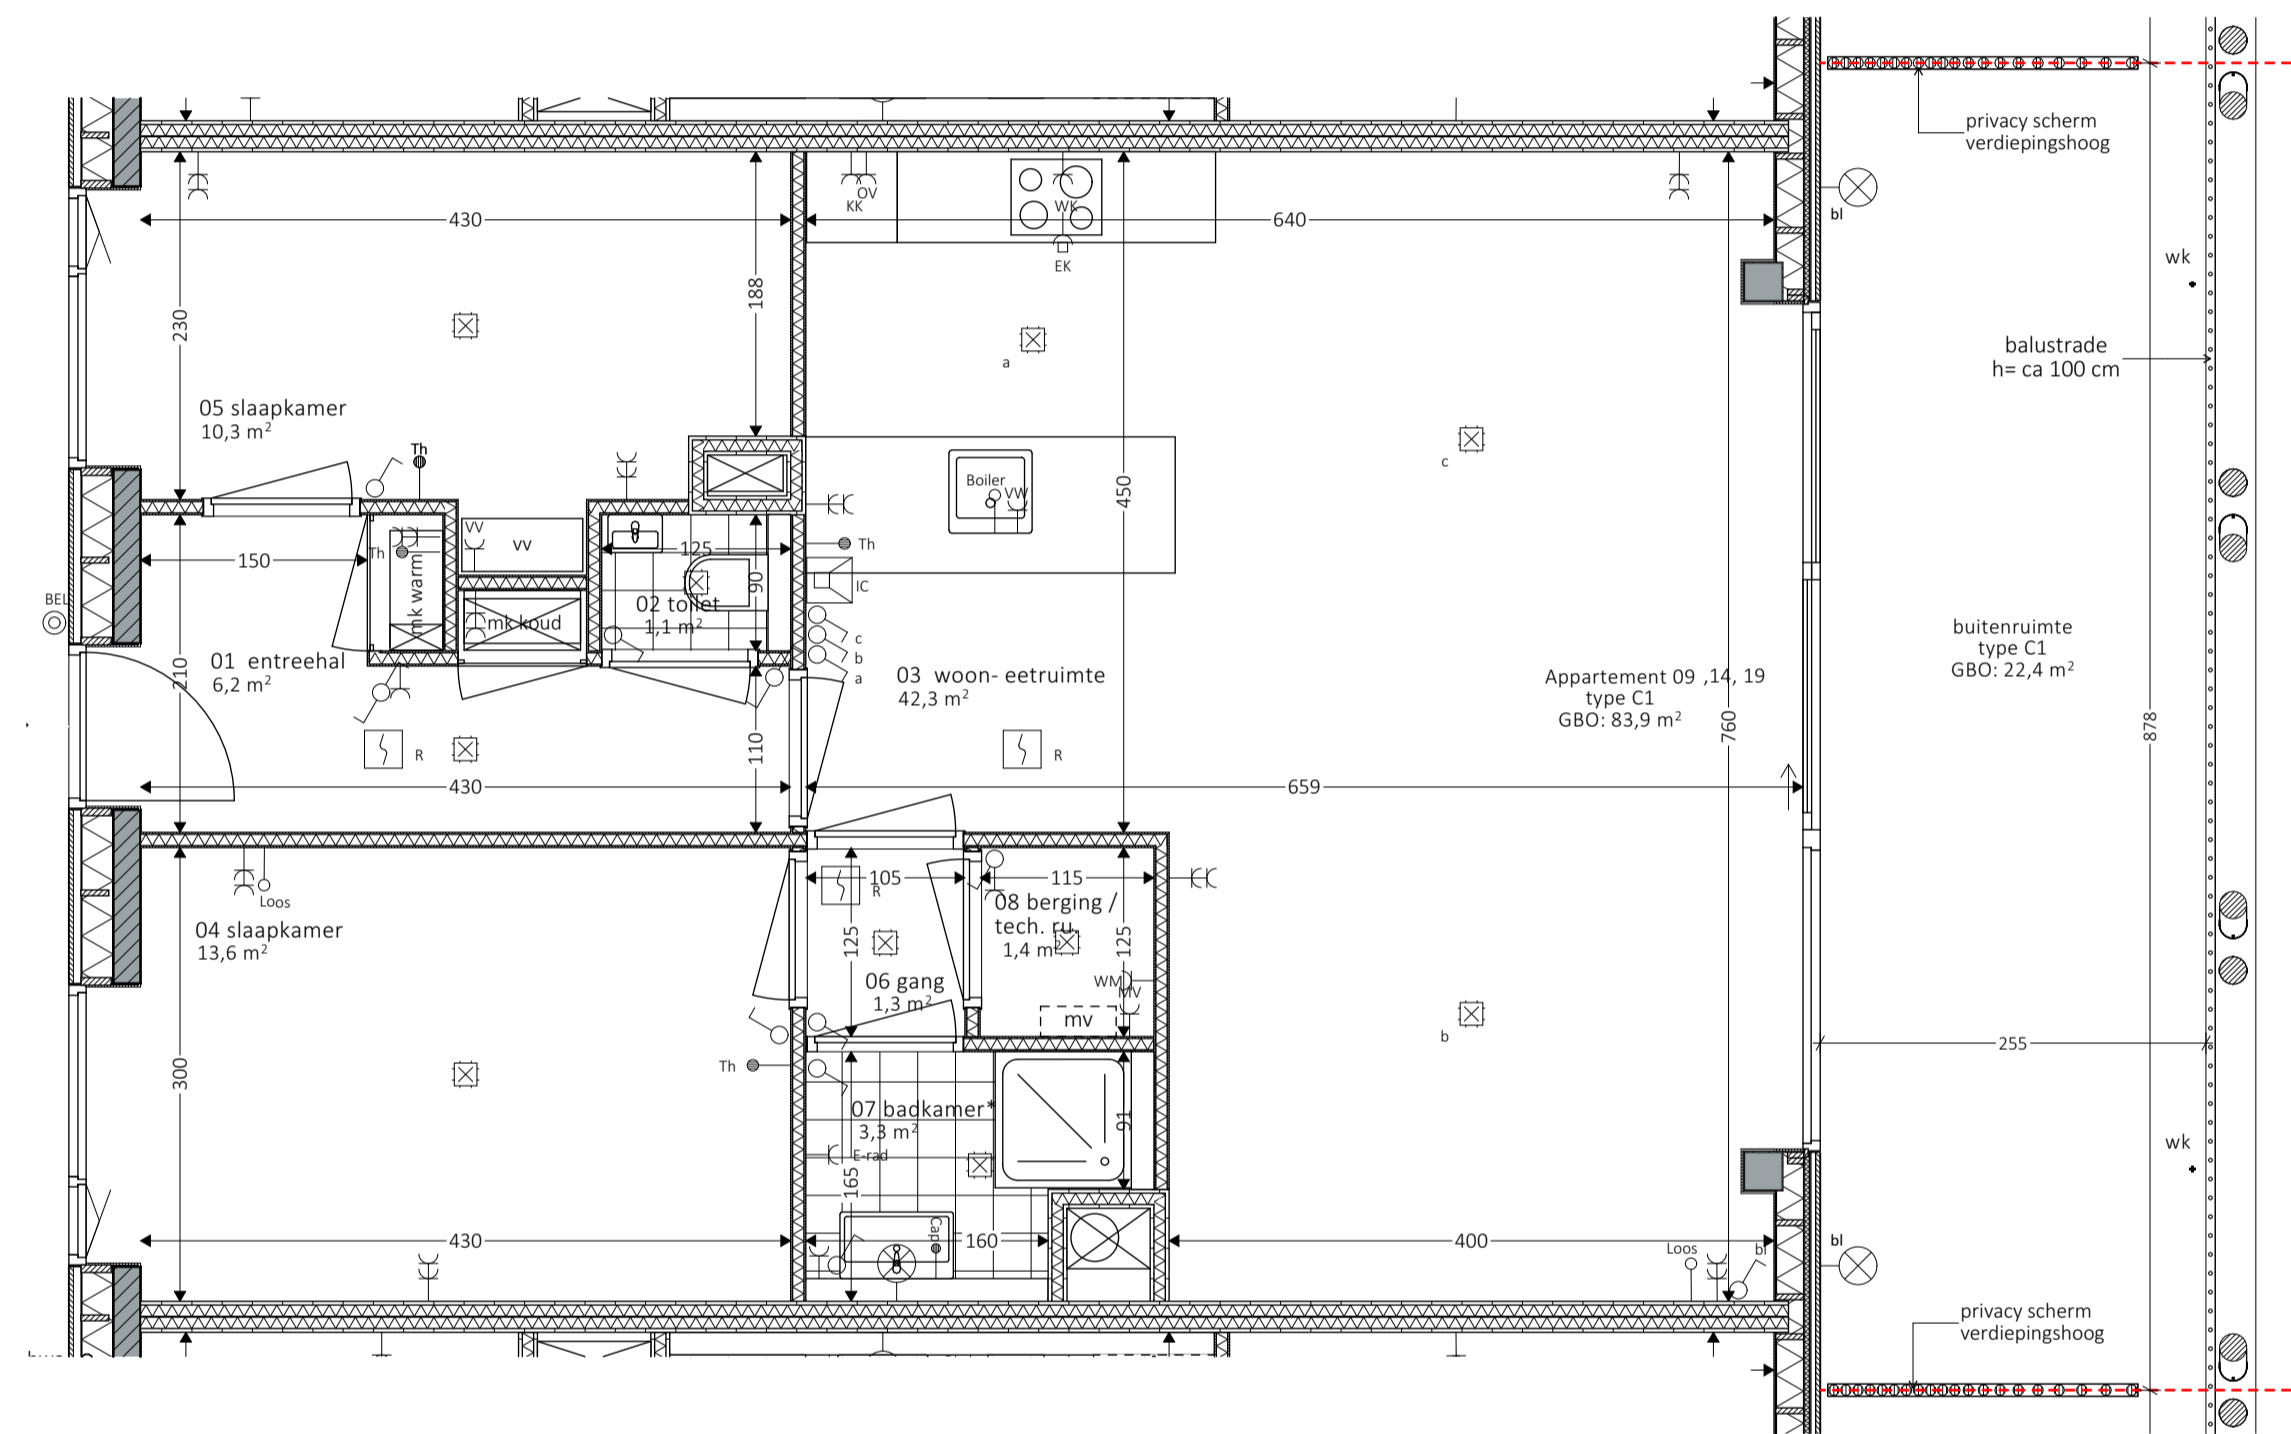 privacy scherm
verdiepingshoog
bl
KK
OV
WK
EK
430
640
188
230
wk
balustrade
h= ca 100 cm
a
05 slaapkamer
10,3 m²
Th
c
450
Boiler
VW
VV
vv
125
Th
150
Th
mk warm
90
IC
BEL
02 toilet
1,1 m²
mk koud
c
b
a
01 entreehal
6,2 m²
210
03 woon- eetruimte
42,3 m²
Appartement 09 ,14, 19
type C1
GBO: 83,9 m²
buitenruimte
type C1
GBO: 22,4 m²
760
878
110
R
R
430
659
105
115
R
Loos
04 slaapkamer
13,6 m²
08 berging /
tech. ru.
1,4 m²
125
125
06 gang
1,3 m²
WM
MV
mv
b
255
300
Th
07 badkamer*
3,3 m²
91
E-rad
165
wk
Cap
430
160
400
Loos
bl
bl
privacy scherm
verdiepingshoog